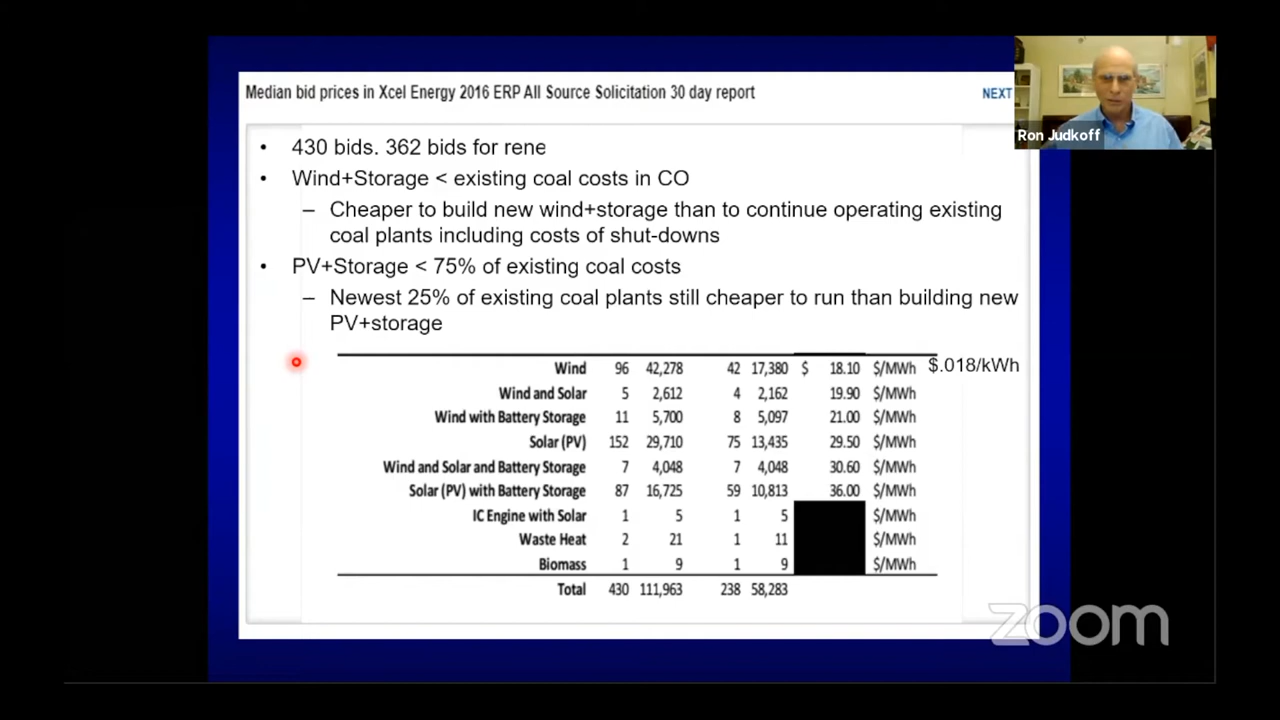 Median bid prices in Xcel Energy 2016 ERP All Source Solicitation 30 day report
NEXT
Ron Judkoff
• 430 bids. 362 bids for rene
• Wind+Storage < existing coal costs in CO
– Cheaper to build new wind+storage than to continue operating existing
coal plants including costs of shut-downs
• PV+Storage < 75% of existing coal costs
– Newest 25% of existing coal plants still cheaper to run than building new
PV+storage
Wind 96 42,278 42 17,380 $ 18.10 $/MWh $.018/kWh
Wind and Solar 5 2,612 4 2,162 19.90 $/MWh
Wind with Battery Storage 11 5,700 8 5,097 21.00 $/MWh
Solar (PV) 152 29,710 75 13,435 29.50 $/MWh
Wind and Solar and Battery Storage 7 4,048 7 4,048 30.60 $/MWh
Solar (PV) with Battery Storage 87 16,725 59 10,813 36.00 $/MWh
IC Engine with Solar 1 5 1 5 $/MWh
Waste Heat 2 21 1 11 $/MWh
Biomass 1 9 1 9 $/MWh
Total 430 111,963 238 58,283
zoom